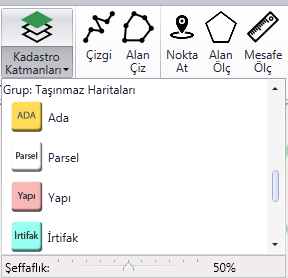 Kadastro
Katmanları
Çizgi
Alan
Çiz
Nokta
At
Alan
Ölç
Mesafe
Ölç
Grup: Taşınmaz Haritaları
ADA Ada
Parsel Parsel
Yapı Yapı
İrtifak İrtifak
Şeffaflık: 50%